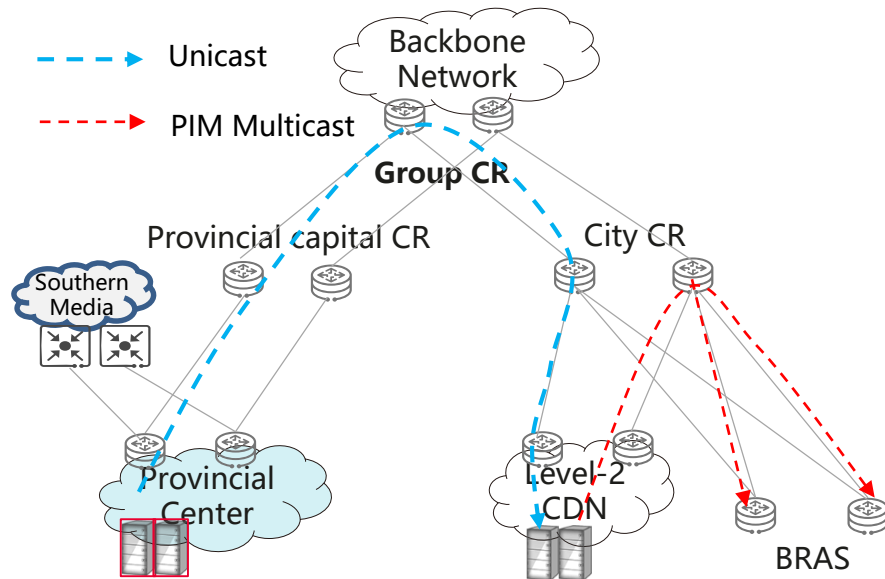 Backbone
Network
Unicast
PIM Multicast
Group CR
Provincial capital CR
City CR
Southern
Media
Provincial
Center
Level-2
CDN
BRAS